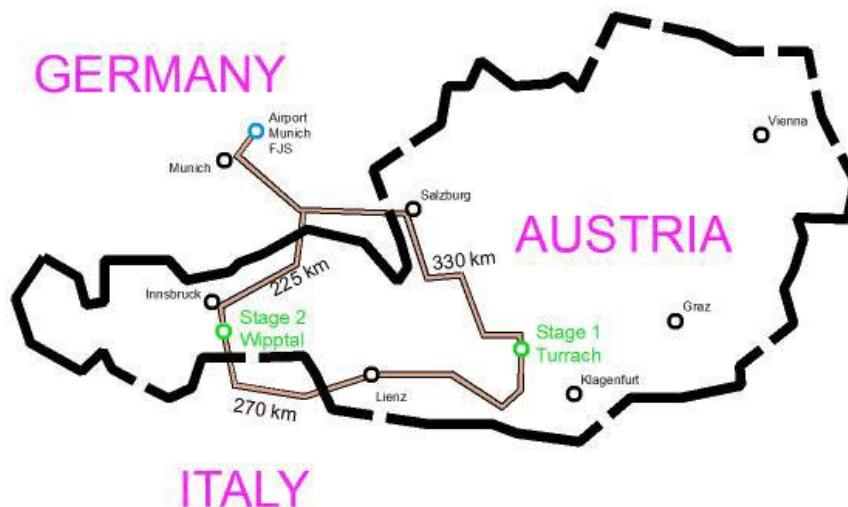 GERMANY
Airport
Munich
FJS
Munich
Vienna
Salzburg
AUSTRIA
330 km
225 km
Innsbruck
Stage 2
Wipptal
Graz
Stage 1
Turrach
Lienz
Klagenfurt
270 km
ITALY